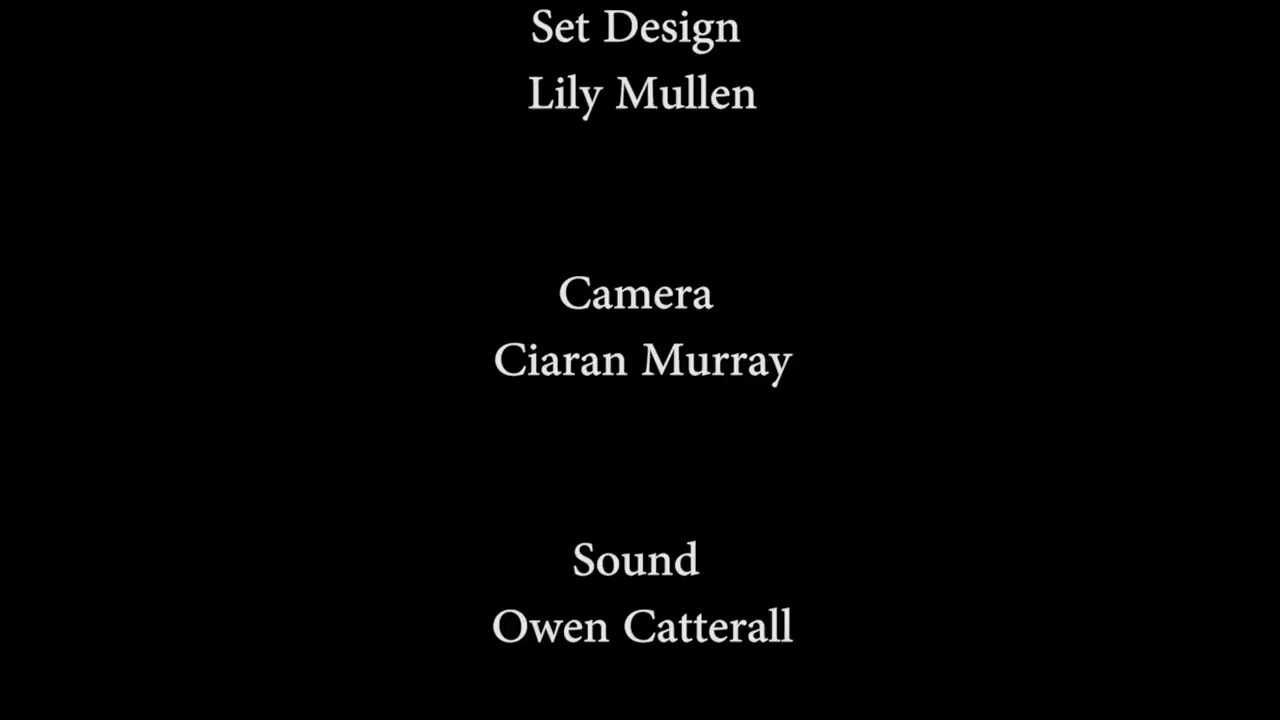 Set Design
Lily Mullen
Camera
Ciaran Murray
Sound
Owen Catterall